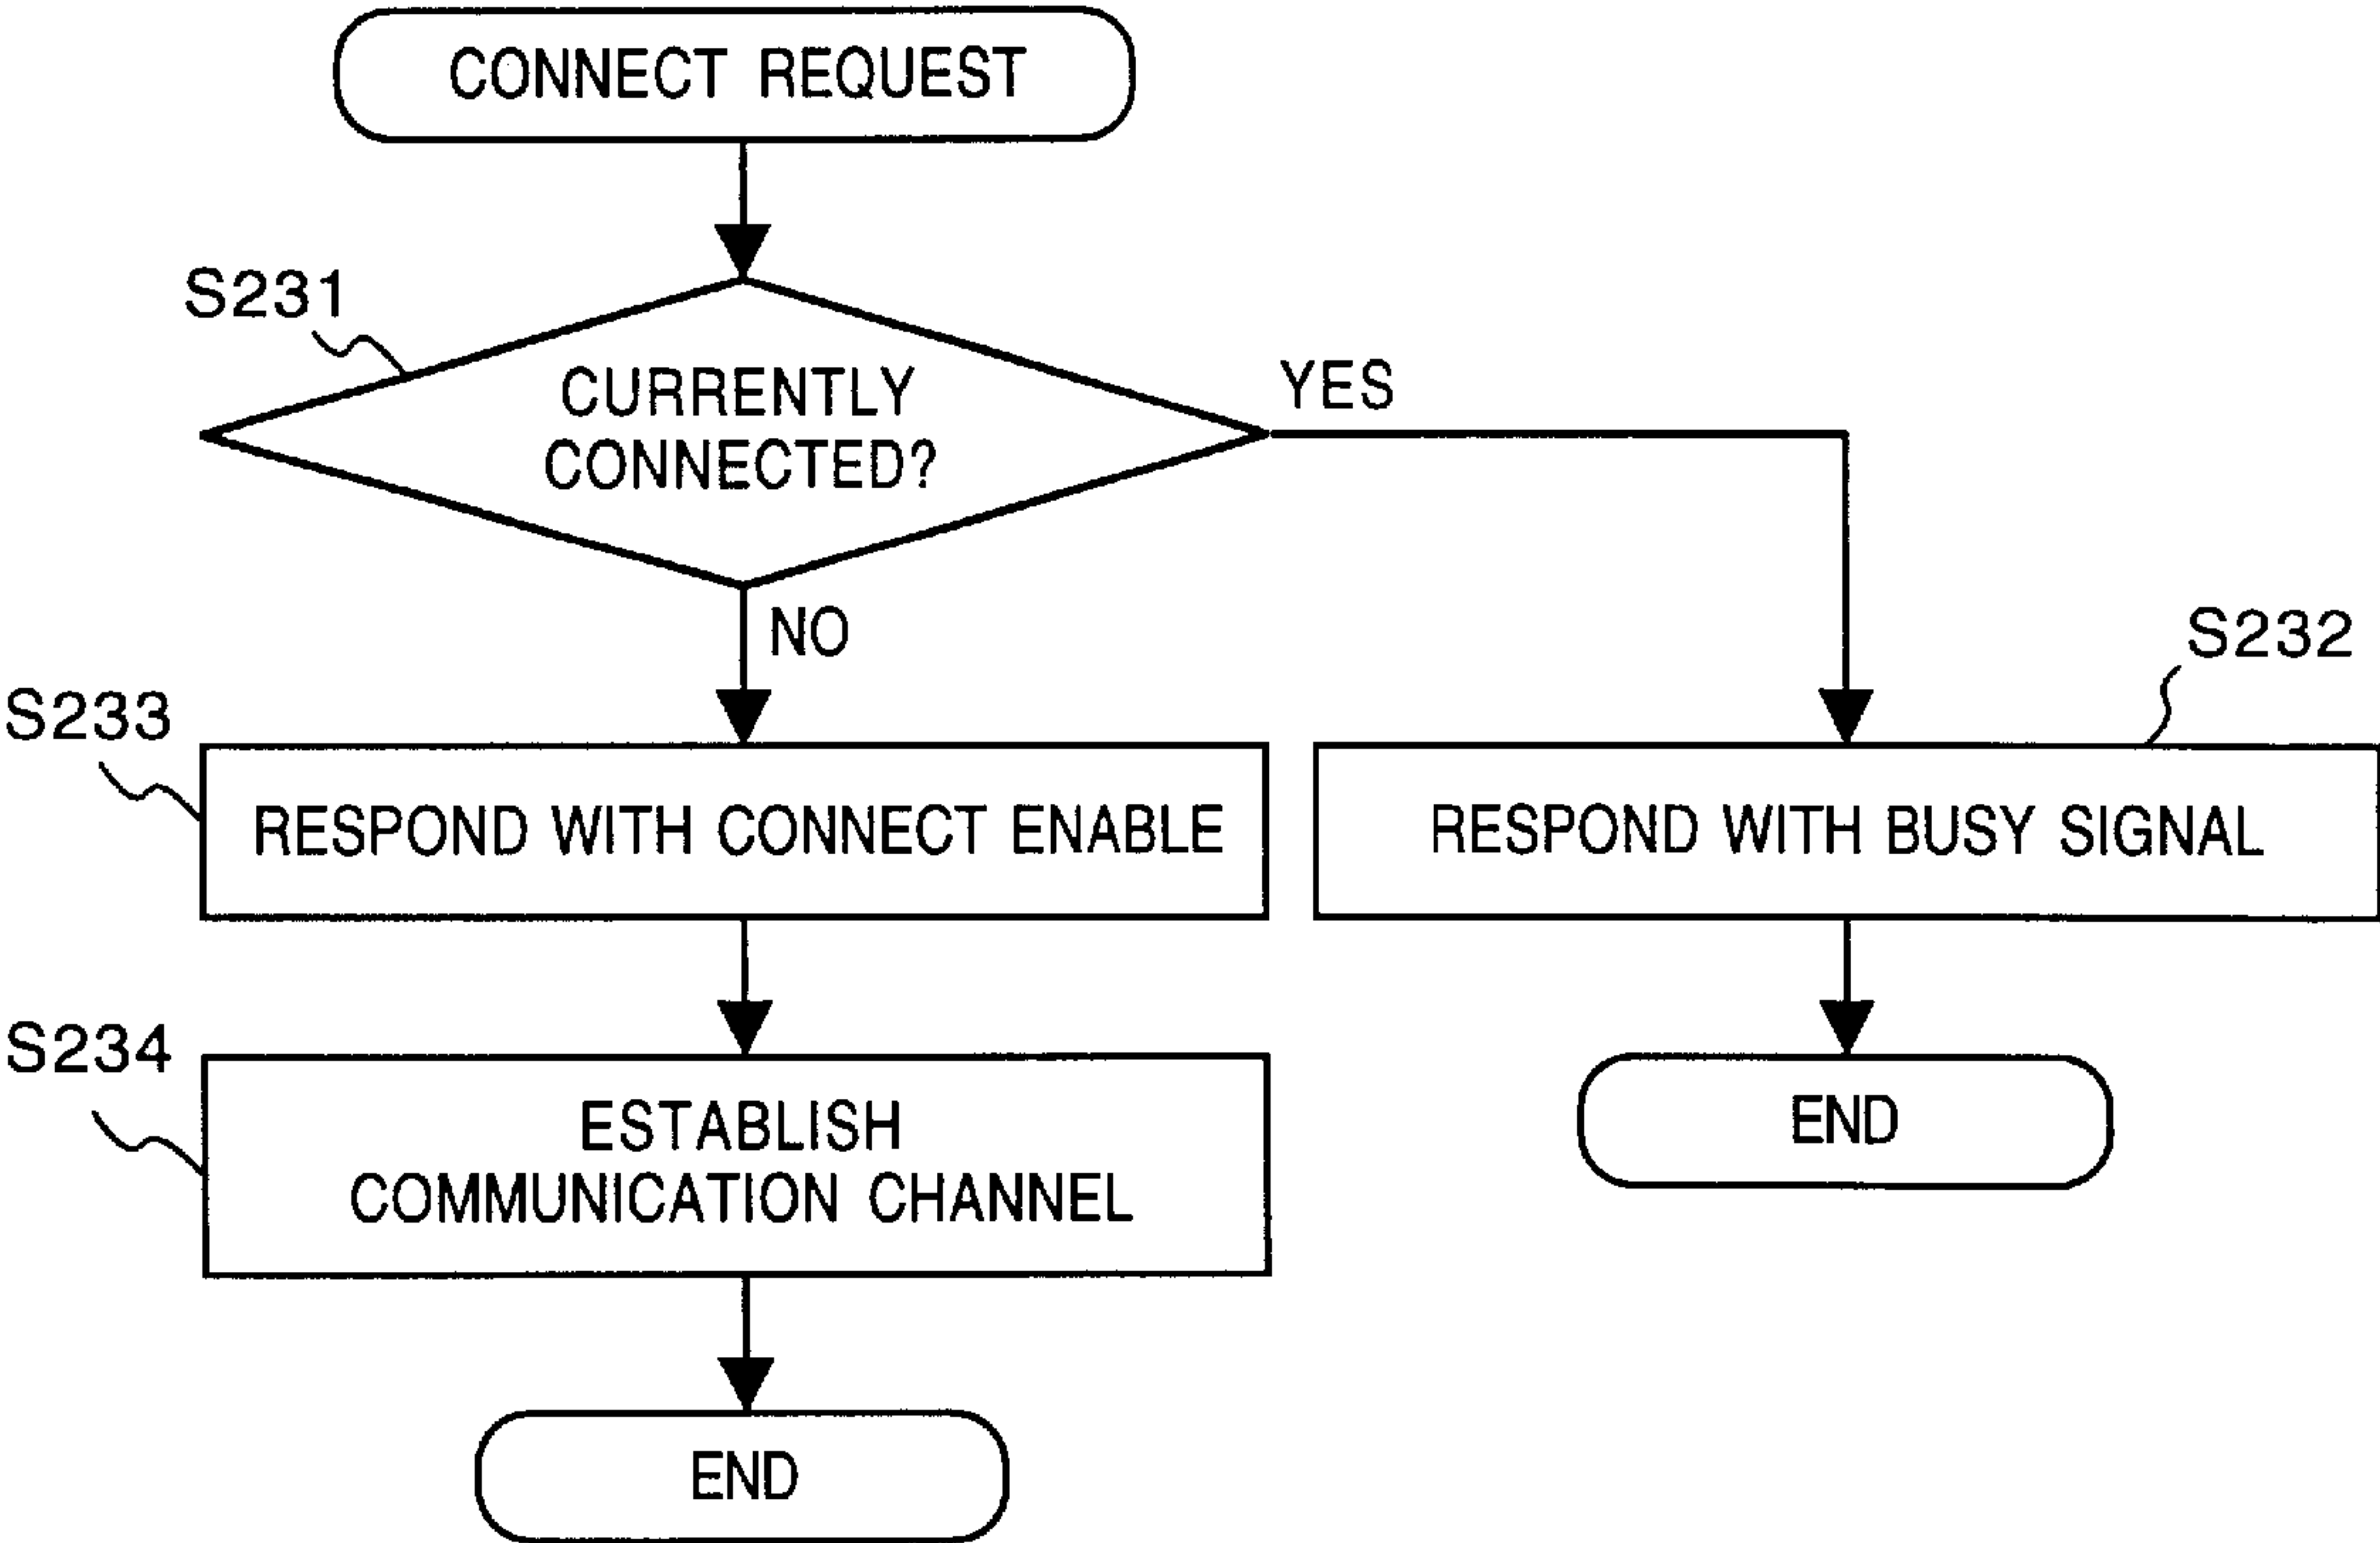 CONNECT REQUEST
S231
CURRENTLY
CONNECTED?
YES
NO
S232
S233
RESPOND WITH CONNECT ENABLE
RESPOND WITH BUSY SIGNAL
S234
ESTABLISH
COMMUNICATION CHANNEL
END
END